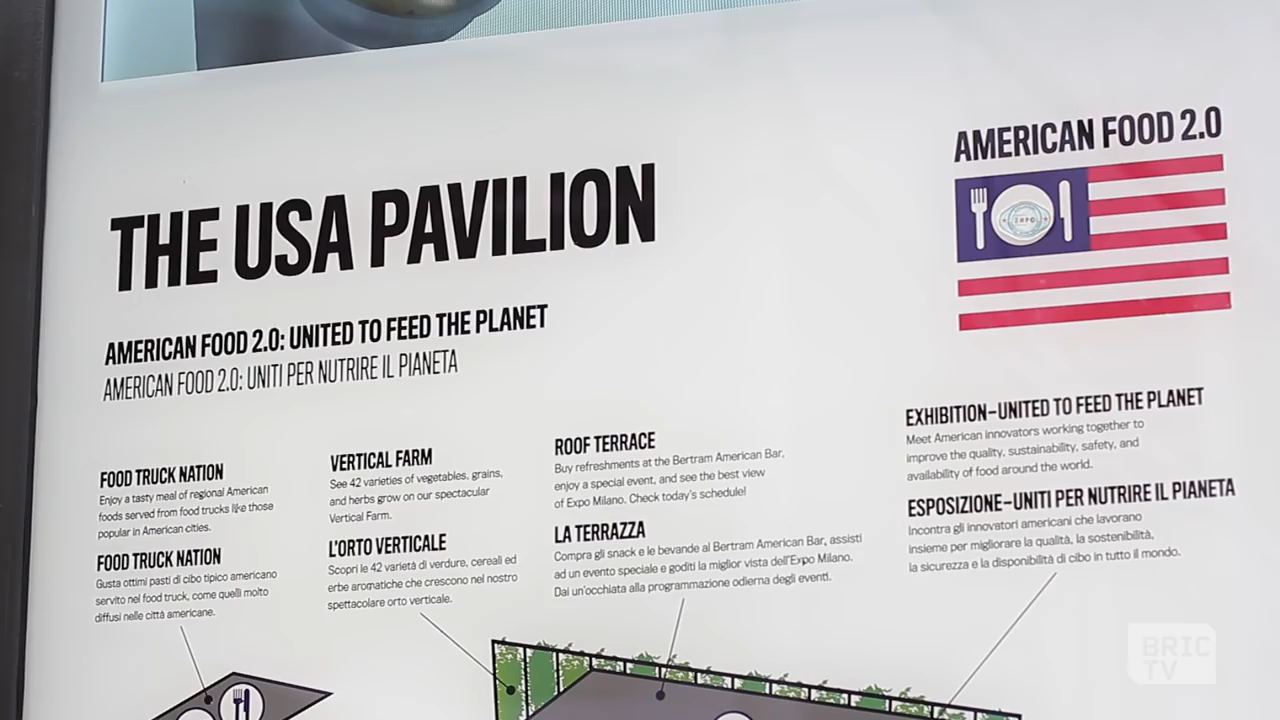 AMERICAN FOOD 2.0
EXPO
THE USA PAVILION
AMERICAN FOOD 2.0: UNITED TO FEED THE PLANET
AMERICAN FOOD 2.0: UNITI PER NUTRIRE IL PIANETA
FOOD TRUCK NATION
Enjoy a tasty meal of regional American
foods served from food trucks like those
popular in American cities.
FOOD TRUCK NATION
Gusta ottimi pasti di cibo tipico americano
servito nel food truck, come quelli molto
diffusi nelle città americane.
VERTICAL FARM
See 42 varieties of vegetables, grains,
and herbs grow on our spectacular
Vertical Farm.
L'ORTO VERTICALE
Scopri le 42 varietà di verdure, cereali ed
erbe aromatiche che crescono nel nostro
spettacolare orto verticale.
ROOF TERRACE
Buy refreshments at the Bertram American Bar,
enjoy a special event, and see the best view
of Expo Milano. Check today's schedule!
LA TERRAZZA
Compra gli snack e le bevande al Bertram American Bar, assisti
ad un evento speciale e goditi la miglior vista dell'Expo Milano.
Dai un'occhiata alla programmazione odierna degli eventi.
EXHIBITION–UNITED TO FEED THE PLANET
Meet American innovators working together to
improve the quality, sustainability, safety, and
availability of food around the world.
ESPOSIZIONE–UNITI PER NUTRIRE IL PIANETA
Incontra gli innovatori americani che lavorano
insieme per migliorare la qualità, la sostenibilità,
la sicurezza e la disponibilità di cibo in tutto il mondo.
BRIC
TV